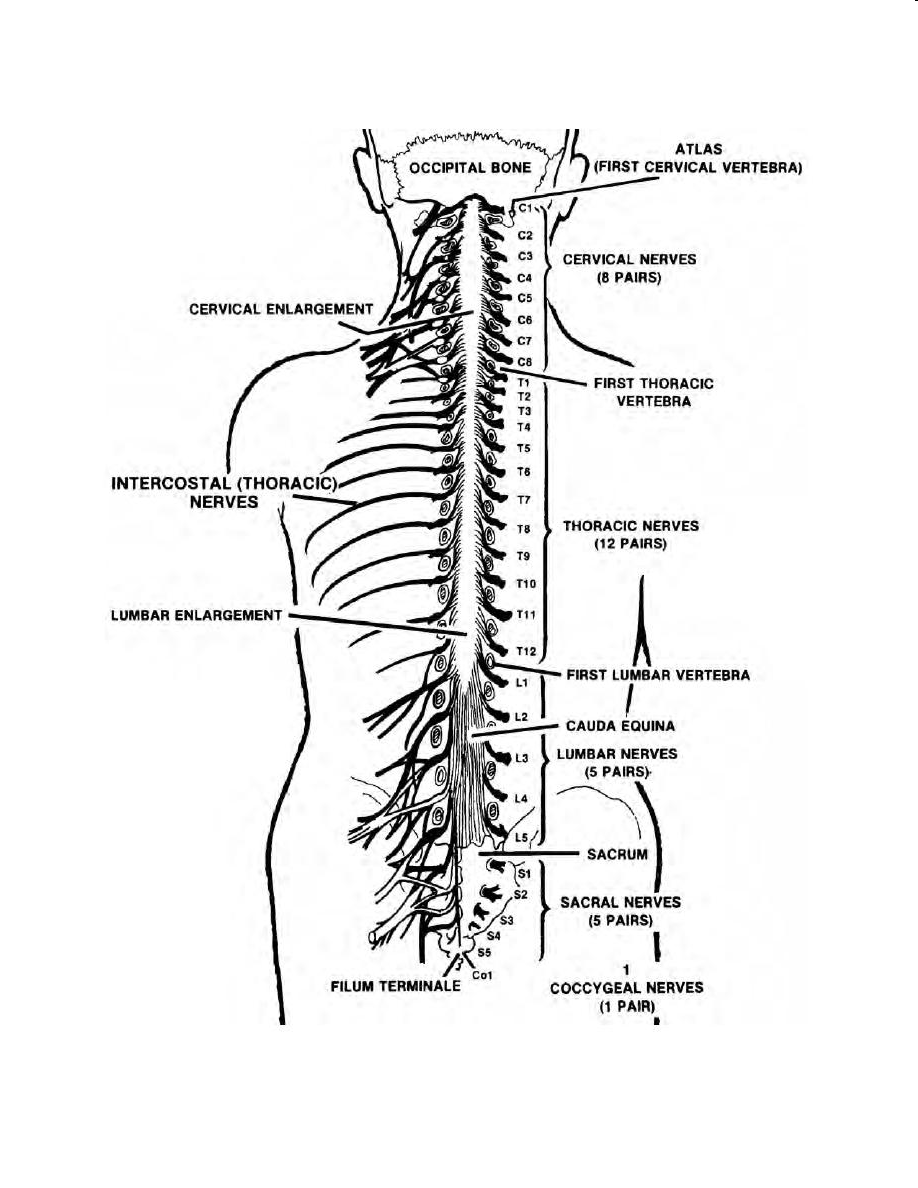 OCCIPITAL BONE
ATLAS
(FIRST CERVICAL VERTEBRA)
C1
C2
C3
C4
C5
C6
C7
C8
CERVICAL NERVES
(8 PAIRS)
CERVICAL ENLARGEMENT
FIRST THORACIC
VERTEBRA
T1
T2
T3
T4
T5
T6
T7
T8
T9
T10
T11
T12
INTERCOSTAL (THORACIC)
NERVES
THORACIC NERVES
(12 PAIRS)
LUMBAR ENLARGEMENT
FIRST LUMBAR VERTEBRA
L1
L2
L3
L4
L5
CAUDA EQUINA
LUMBAR NERVES
(5 PAIRS)
SACRUM
S1
S2
S3
S4
S5
SACRAL NERVES
(5 PAIRS)
Co1
FILUM TERMINALE
1
COCCYGEAL NERVES
(1 PAIR)